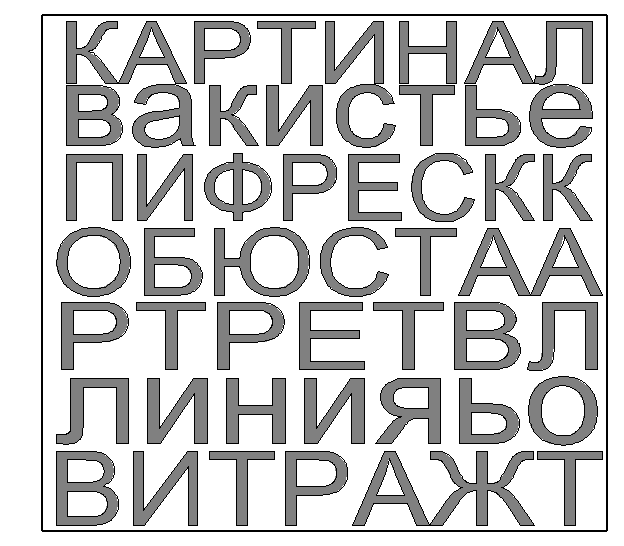 КАРТИНАЛ
вакистье
ПИФРЕСКК
ОБЮСТАА
РТРЕТВЛ
ЛИНИЯЬО
ВИТРАЖТ